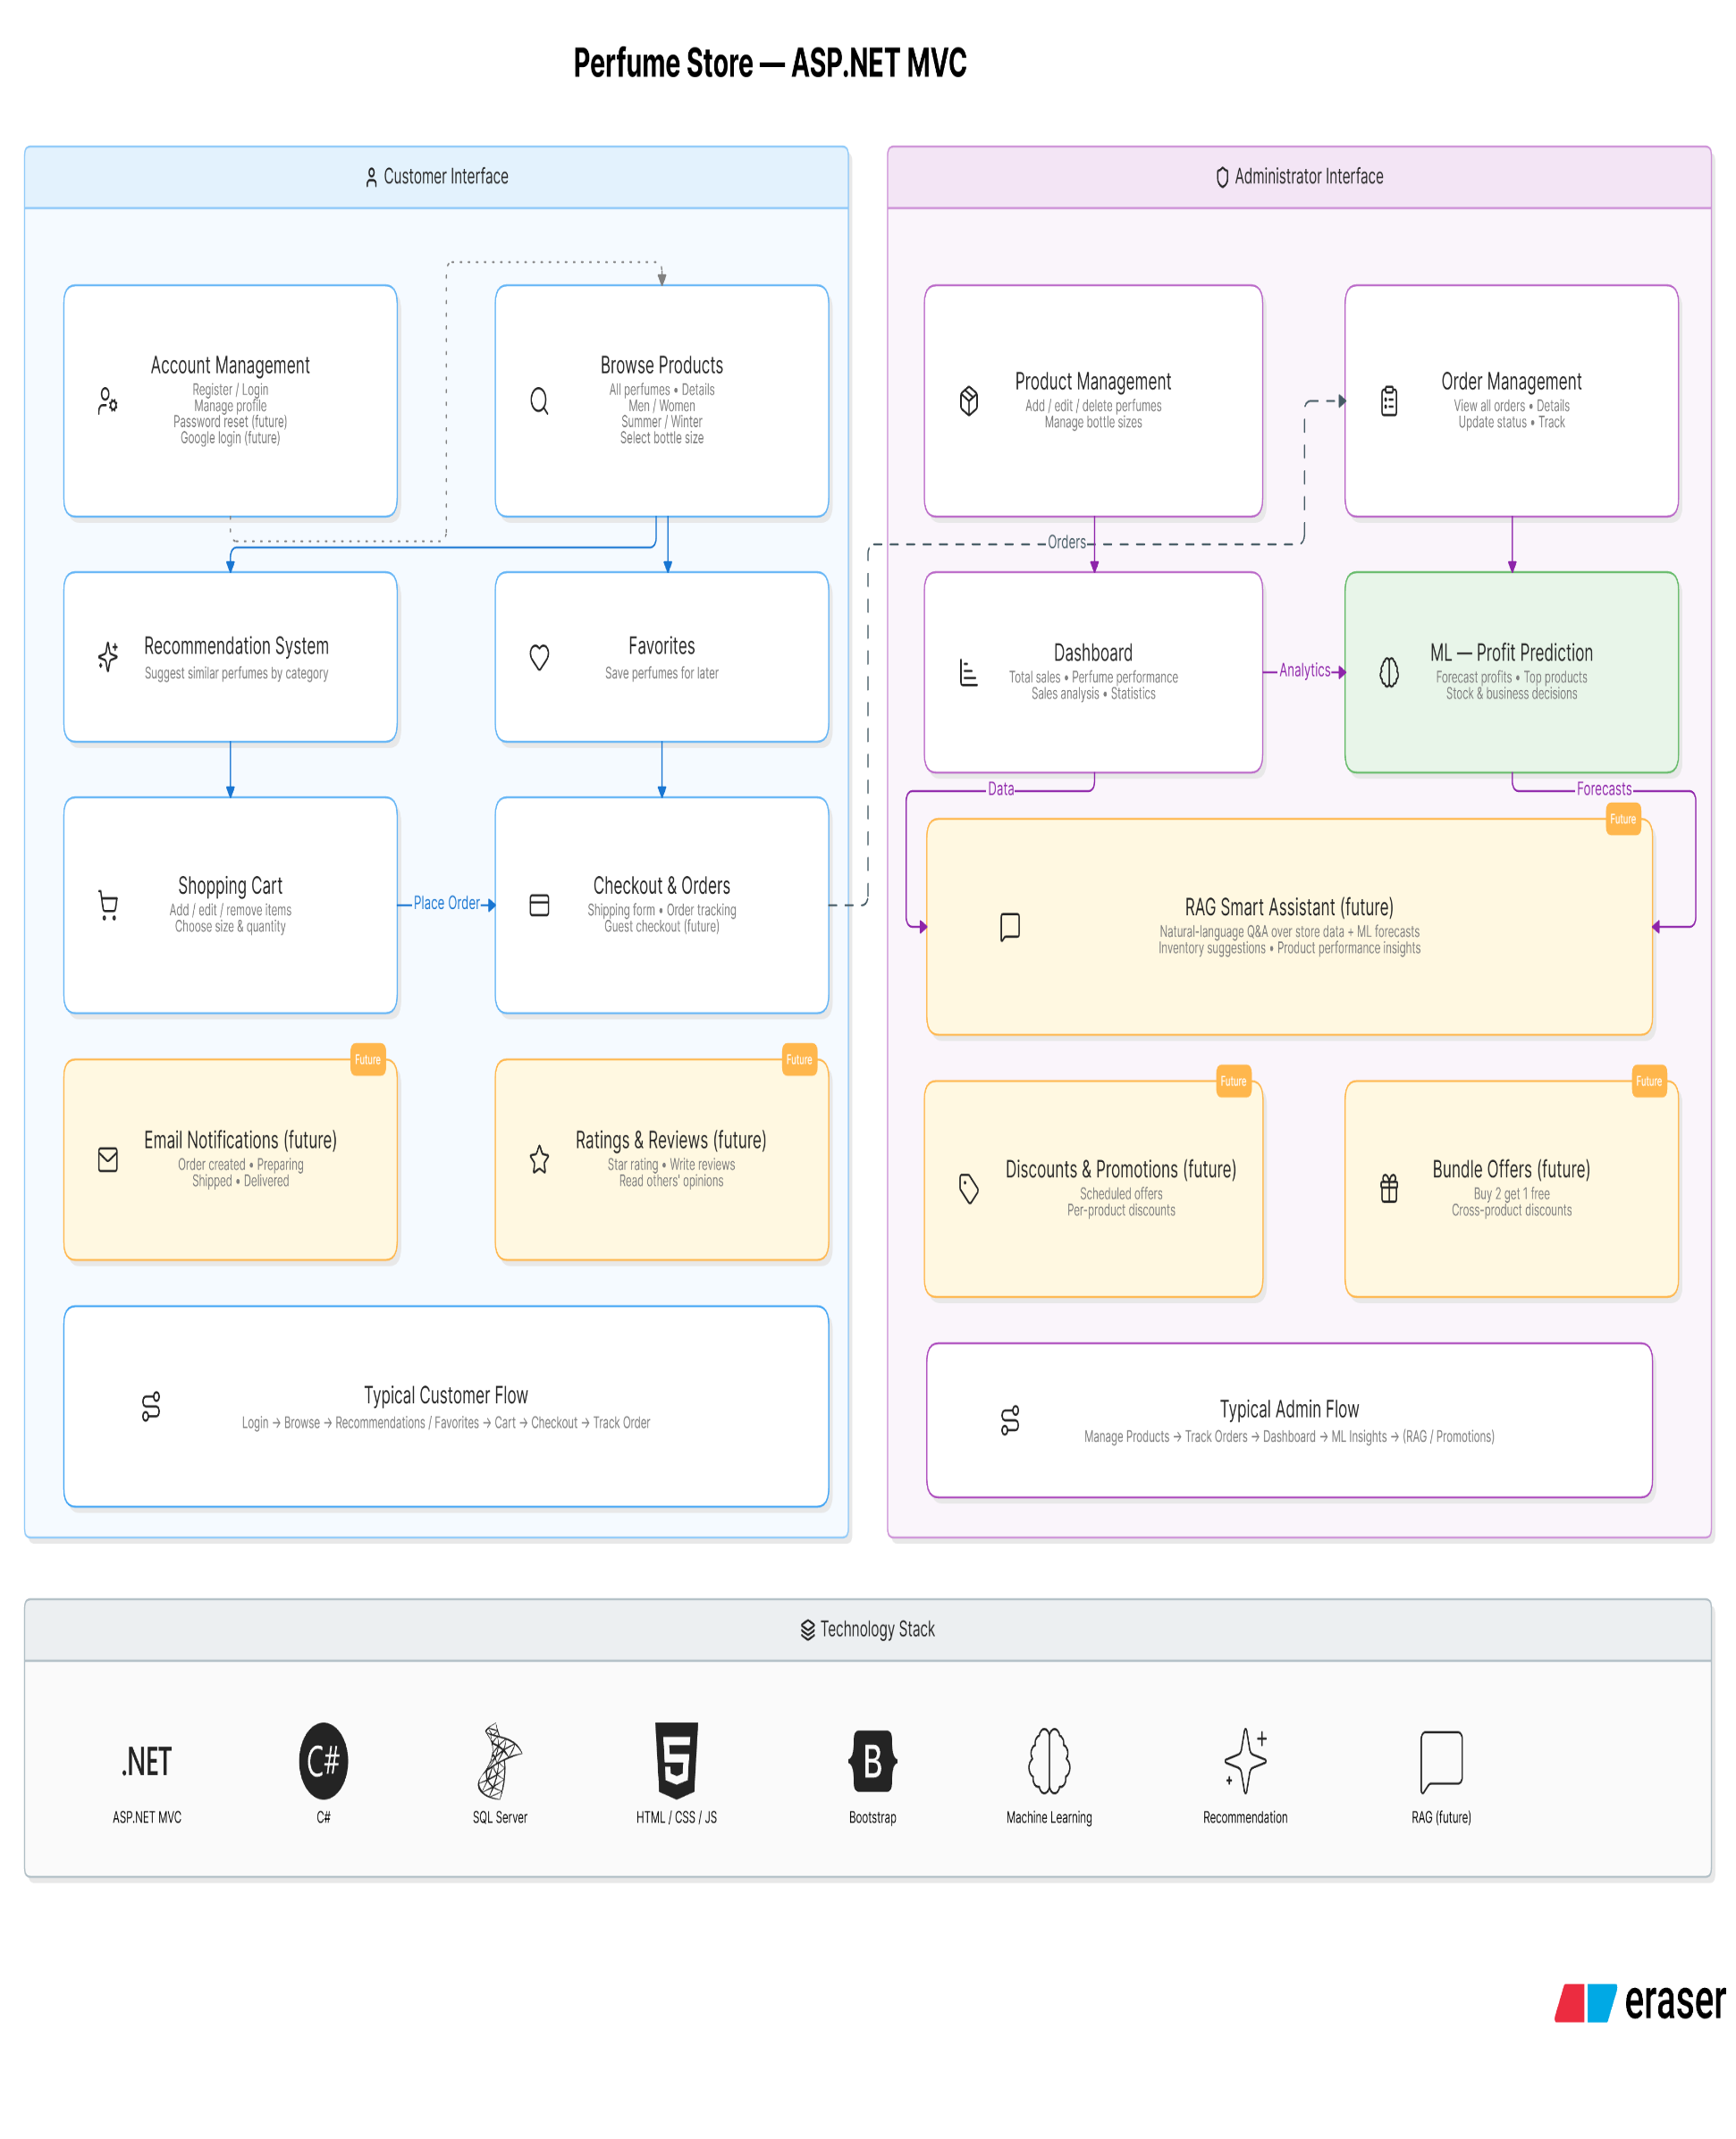 Perfume Store — ASP.NET MVC
Customer Interface
Account Management
Register / Login
Manage profile
Password reset (future)
Google login (future)
Browse Products
All perfumes • Details
Men / Women
Summer / Winter
Select bottle size
Recommendation System
Suggest similar perfumes by category
Favorites
Save perfumes for later
Shopping Cart
Add / edit / remove items
Choose size & quantity
Place Order
Checkout & Orders
Shipping form • Order tracking
Guest checkout (future)
Future
Email Notifications (future)
Order created • Preparing
Shipped • Delivered
Future
Ratings & Reviews (future)
Star rating • Write reviews
Read others' opinions
Typical Customer Flow
Login → Browse → Recommendations / Favorites → Cart → Checkout → Track Order
Administrator Interface
Product Management
Add / edit / delete perfumes
Manage bottle sizes
Order Management
View all orders • Details
Update status • Track
Orders
Dashboard
Total sales • Perfume performance
Sales analysis • Statistics
Analytics
ML — Profit Prediction
Forecast profits • Top products
Stock & business decisions
Data
Forecasts
Future
RAG Smart Assistant (future)
Natural-language Q&A over store data + ML forecasts
Inventory suggestions • Product performance insights
Future
Discounts & Promotions (future)
Scheduled offers
Per-product discounts
Future
Bundle Offers (future)
Buy 2 get 1 free
Cross-product discounts
Typical Admin Flow
Manage Products → Track Orders → Dashboard → ML Insights → (RAG / Promotions)
Technology Stack
.NET
ASP.NET MVC
C#
C#
SQL Server
5
HTML / CSS / JS
B
Bootstrap
Machine Learning
Recommendation
RAG (future)
eraser